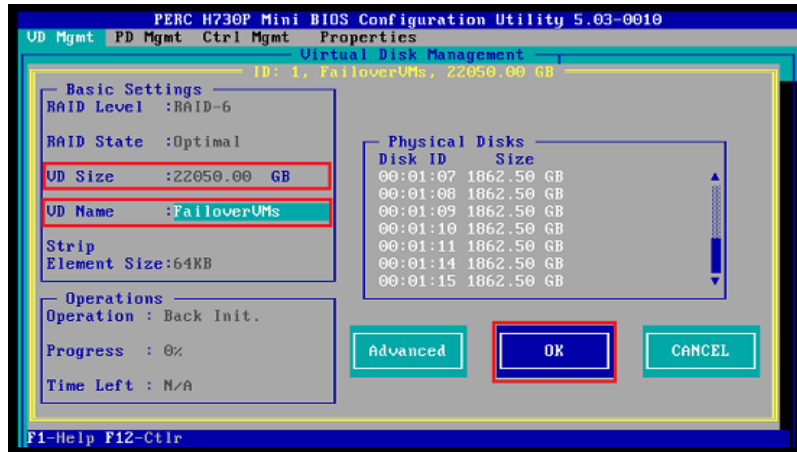 PERC H730P Mini BIOS Configuration Utility 5.03-0010
VD Mgmt PD Mgmt Ctrl Mgmt Properties
Virtual Disk Management
ID: 1, FailoverVMs, 22050.00 GB
Basic Settings
RAID Level :RAID-6
RAID State :Optimal
VD Size :22050.00 GB
VD Name :FailoverVMs
Strip
Element Size:64KB
Physical Disks
Disk ID Size
00:01:07 1862.50 GB
00:01:08 1862.50 GB
00:01:09 1862.50 GB
00:01:10 1862.50 GB
00:01:11 1862.50 GB
00:01:14 1862.50 GB
00:01:15 1862.50 GB
Operations
Operation : Back Init.
Progress : 0%
Time Left : N/A
Advanced
OK
CANCEL
F1-Help F12-Ctlr